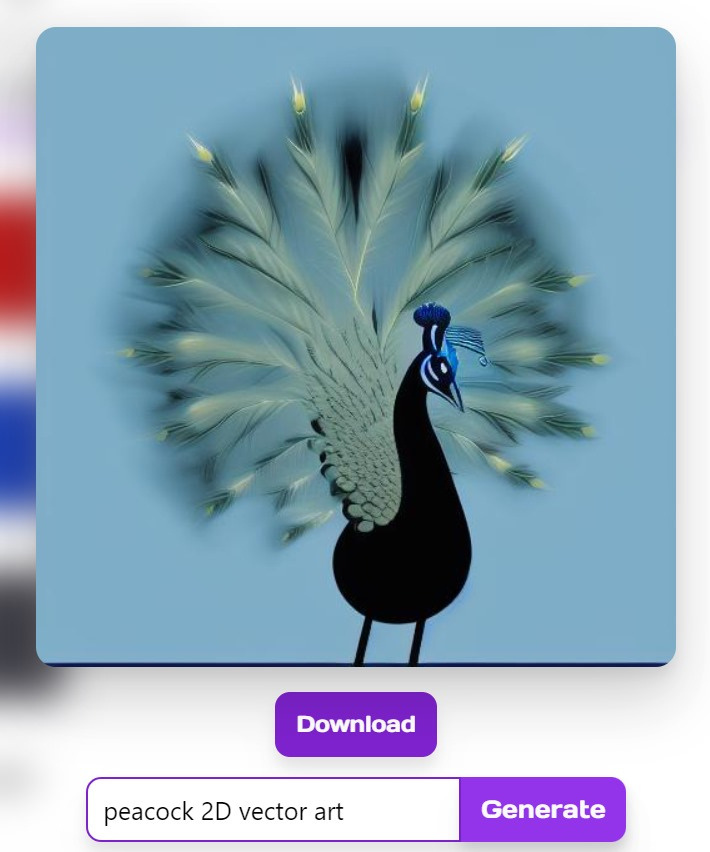 Download
peacock 2D vector art
Generate